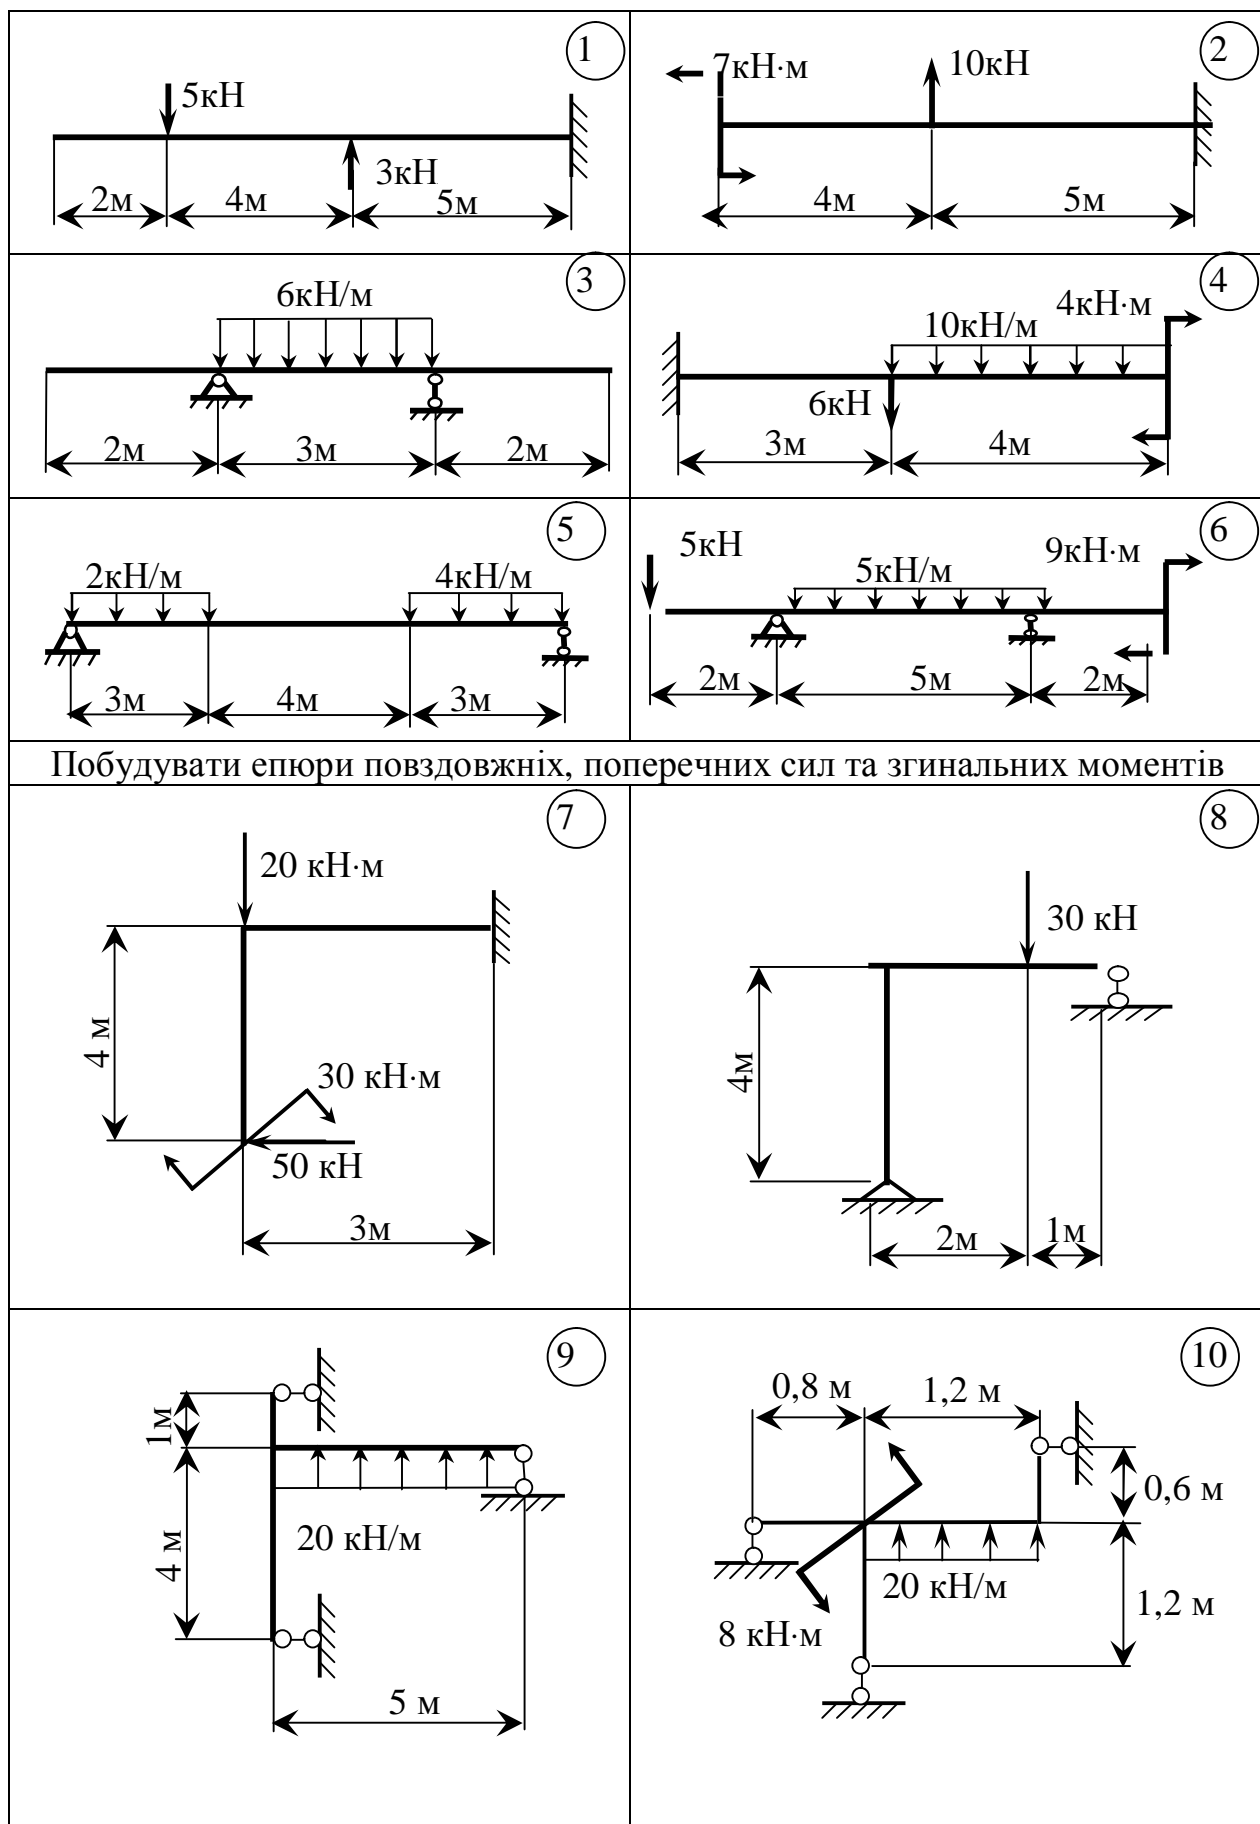 1
5кН
3кН
2м 4м 5м
2
7кН·м 10кН
4м 5м
3
6кН/м
2м 3м 2м
4
4кН·м
10кН/м
6кН
3м 4м
5
2кН/м 4кН/м
3м 4м 3м
6
5кН 9кН·м
5кН/м
2м 5м 2м
Побудувати епюри повздовжніх, поперечних сил та згинальних моментів
7
20 кН·м
4 м
30 кН·м
50 кН
3м
8
30 кН
4м
2м 1м
9
1м
20 кН/м
4 м
5 м
10
0,8 м 1,2 м
0,6 м
20 кН/м
1,2 м
8 кН·м